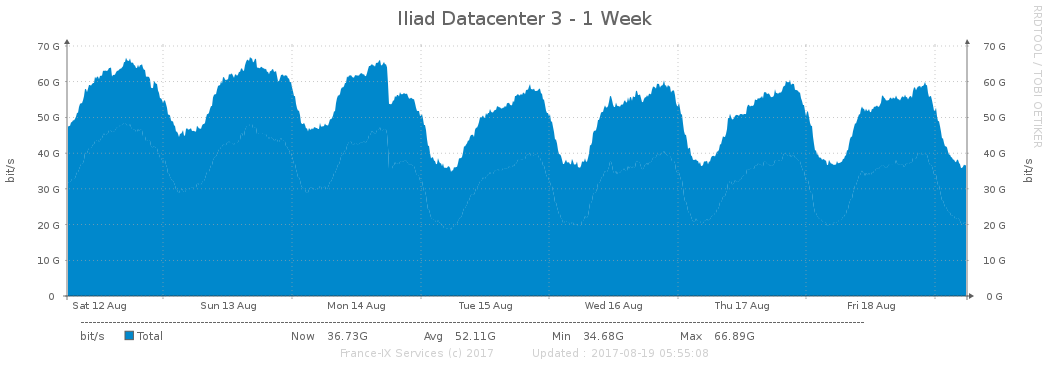 Iliad Datacenter 3 - 1 Week
RRDTOOL / TOBI OETIKER
bit/s
70 G
60 G
50 G
40 G
30 G
20 G
10 G
0
70 G
60 G
50 G
40 G
30 G
20 G
10 G
0 G
bit/s
Sat 12 Aug Sun 13 Aug Mon 14 Aug Tue 15 Aug Wed 16 Aug Thu 17 Aug Fri 18 Aug
bit/s Total Now 36.73G Avg 52.11G Min 34.68G Max 66.89G
France-IX Services (c) 2017 Updated : 2017-08-19 05:55:08